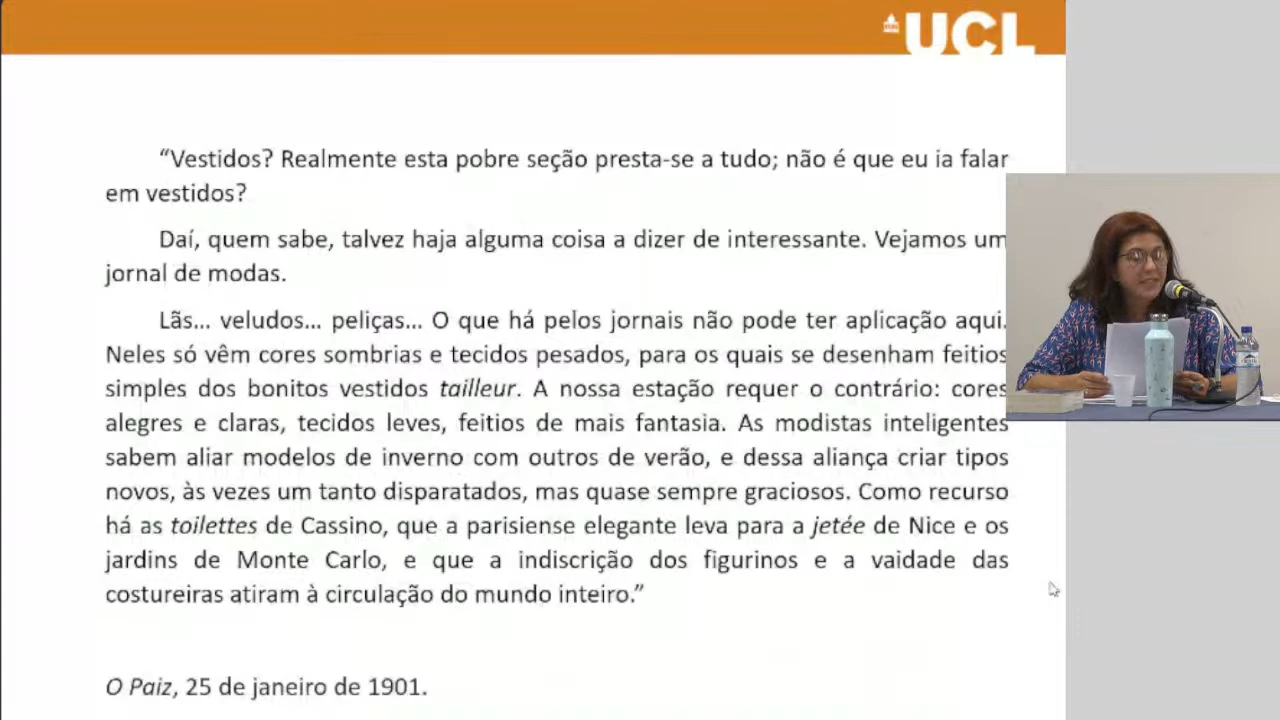 UCL
“Vestidos? Realmente esta pobre seção presta-se a tudo; não é que eu ia falar
em vestidos?
Daí, quem sabe, talvez haja alguma coisa a dizer de interessante. Vejamos um
jornal de modas.
Lãs... veludos... peliças... O que há pelos jornais não pode ter aplicação aqui.
Neles só vêm cores sombrias e tecidos pesados, para os quais se desenham feitios
simples dos bonitos vestidos tailleur. A nossa estação requer o contrário: cores
alegres e claras, tecidos leves, feitios de mais fantasia. As modistas inteligentes
sabem aliar modelos de inverno com outros de verão, e dessa aliança criar tipos
novos, às vezes um tanto disparatados, mas quase sempre graciosos. Como recurso
há as toilettes de Cassino, que a parisiense elegante leva para a jetée de Nice e os
jardins de Monte Carlo, e que a indiscrição dos figurinos e a vaidade das
costureiras atiram à circulação do mundo inteiro.”
O Paiz, 25 de janeiro de 1901.